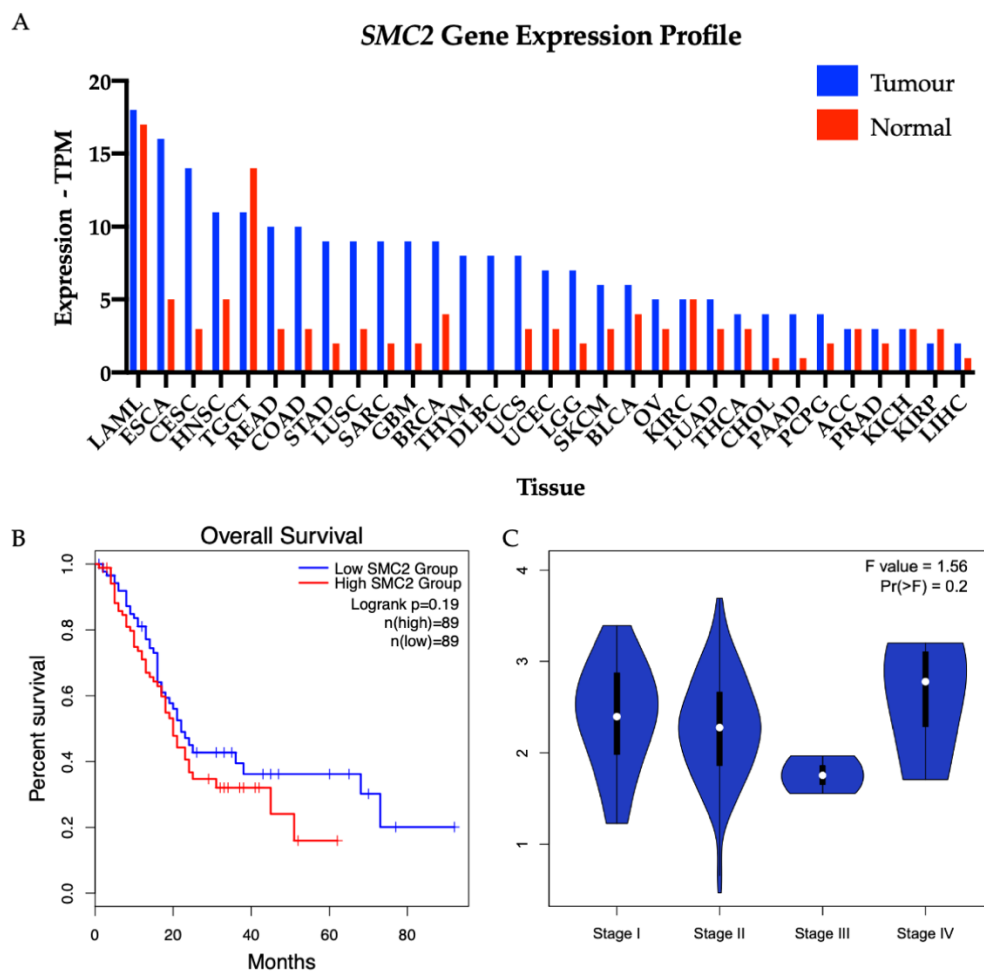 A
SMC2 Gene Expression Profile
Tumour
Normal
20
15
10
5
0
Expression - TPM
LAML
ESCA
CESC
HNSC
TGCT
READ
COAD
STAD
LUSC
SARC
GBM
BRCA
THYM
DLBC
UCS
UCEC
LGG
SKCM
BLCA
OV
KIRC
LUAD
THCA
CHOL
PAAD
PCPG
ACC
PRAD
KICH
KIRP
LIHC
Tissue
B
Overall Survival
Low SMC2 Group
High SMC2 Group
Logrank p=0.19
n(high)=89
n(low)=89
1.0
0.8
0.6
0.4
0.2
0.0
Percent survival
0 20 40 60 80
Months
C
F value = 1.56
Pr(>F) = 0.2
4
3
2
1
Stage I Stage II Stage III Stage IV